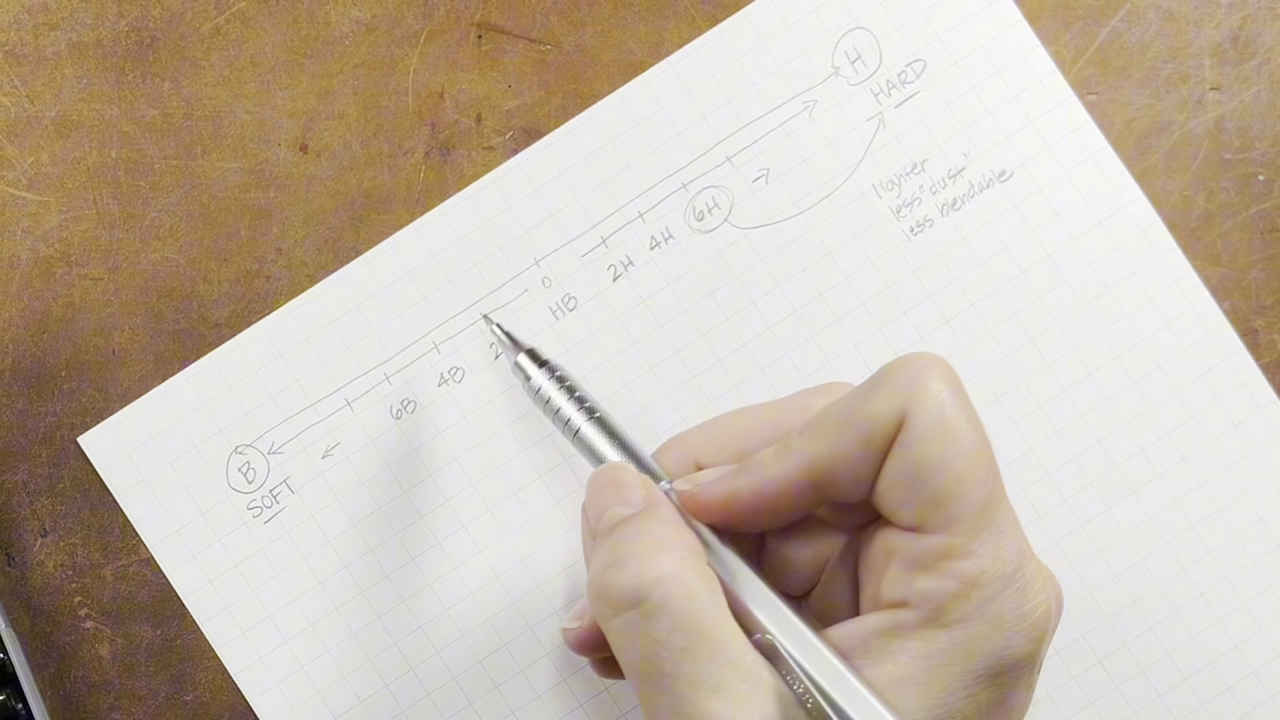 H
HARD
lighter
less "dust"
less blendable
6H
4H
2H
0
HB
2
4B
6B
B
SOFT